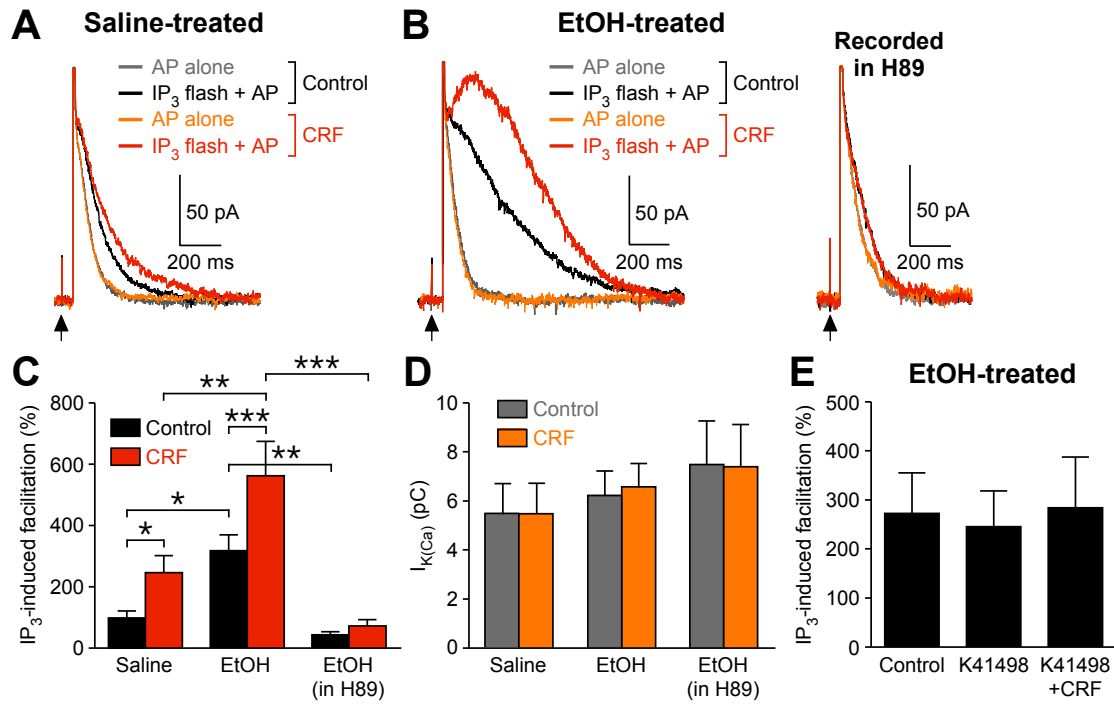 A
Saline-treated
AP alone
IP3 flash + AP
Control
AP alone
IP3 flash + AP
CRF
50 pA
200 ms
B
EtOH-treated
AP alone
IP3 flash + AP
Control
AP alone
IP3 flash + AP
CRF
50 pA
200 ms
Recorded
in H89
50 pA
200 ms
C
IP3-induced facilitation (%)
800
600
400
200
0
Control
CRF
*
*
**
***
**
***
Saline
EtOH
EtOH
(in H89)
D
IK(Ca) (pC)
10
8
6
4
2
0
Control
CRF
Saline
EtOH
EtOH
(in H89)
E
EtOH-treated
IP3-induced facilitation (%)
500
400
300
200
100
0
Control
K41498
K41498
+CRF